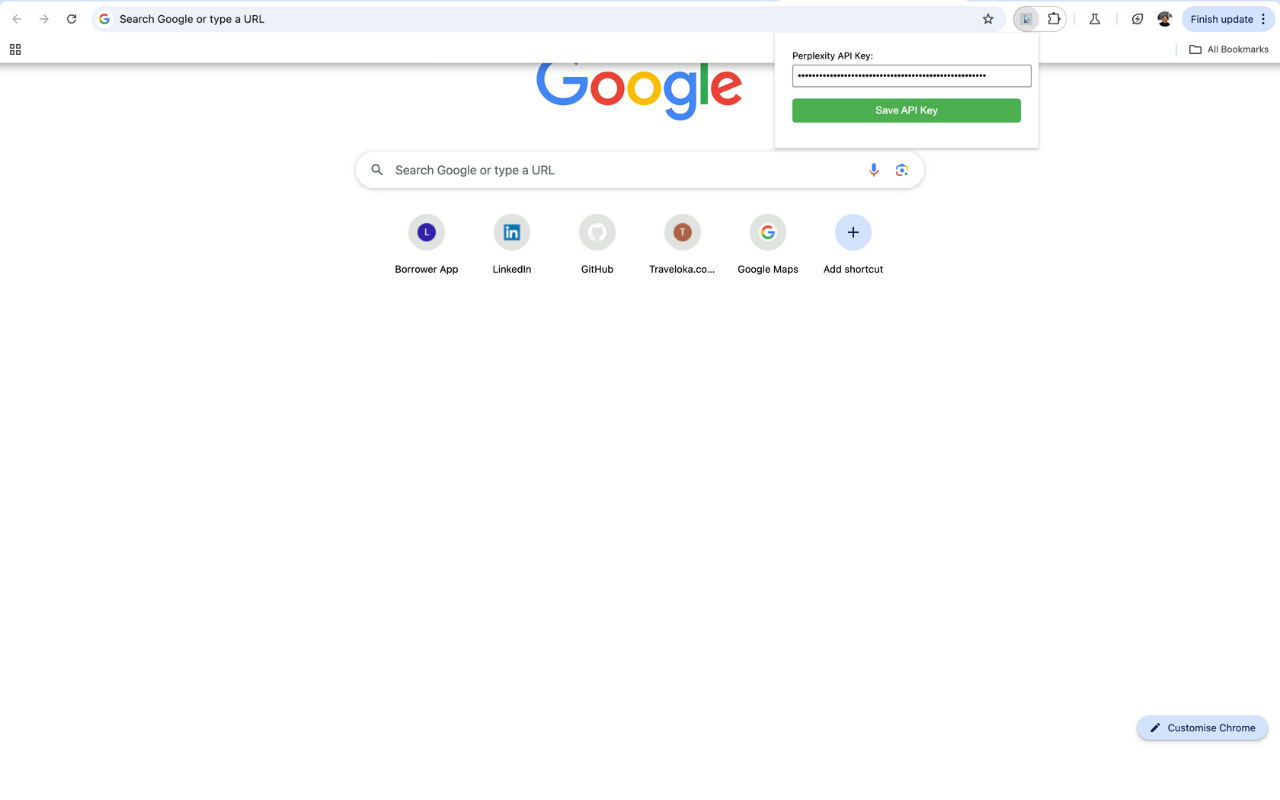 Search Google or type a URL
Finish update
All Bookmarks
Perplexity API Key:
••••••••••••••••••••••••••••••••••••••••••••••••••••
Save API Key
Google
Search Google or type a URL
L
in
T
Borrower App
LinkedIn
GitHub
Traveloka.co...
Google Maps
Add shortcut
Customise Chrome